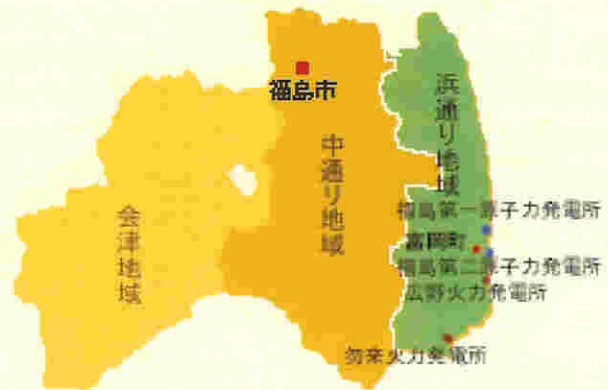 福島市
浜通り地域
中通り地域
会津地域
福島第一原子力発電所
富岡町
福島第二原子力発電所
広野火力発電所
勿来火力発電所